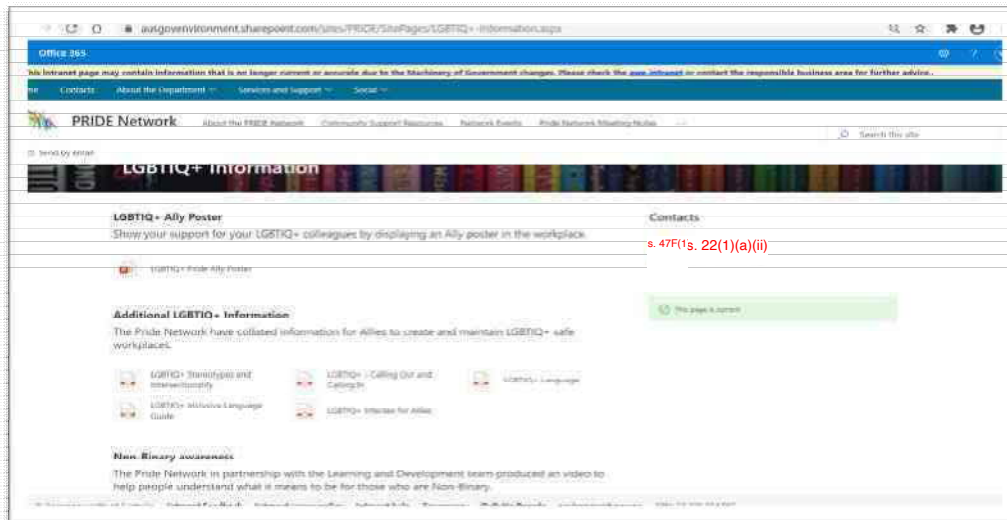 ausgovenvironment.sharepoint.com/sites/PRIDE/SitePages/LGBTIQ+-Information.aspx
Office 365
his intranet page may contain information that is no longer current or accurate due to the Machinery of Government changes. Please check the intranet or contact the responsible business area for further advice.
me Contacts About the Department Services and Support Social
PRIDE Network About the PRIDE Network Community Support Resources Network Events Pride Network Meeting Notes ...
Search this site
Send by email
LGBTIQ+ Information
LGBTIQ+ Ally Poster
Show your support for your LGBTIQ+ colleagues by displaying an Ally poster in the workplace.
LGBTIQ+ Pride Ally Poster
Contacts
s. 47F(1s. 22(1)(a)(ii)
This page is current
Additional LGBTIQ+ Information
The Pride Network have collated information for Allies to create and maintain LGBTIQ+ safe
workplaces.
LGBTIQ+ Stereotypes and
Intersectionality
LGBTIQ+ - Calling Out and
Calling In
LGBTIQ+ Language
LGBTIQ+ Inclusive Language
Guide
LGBTIQ+ Intersex for Allies
Non-Binary awareness
The Pride Network in partnership with the Learning and Development team produced an video to
help people understand what it means to be for those who are Non-Binary.